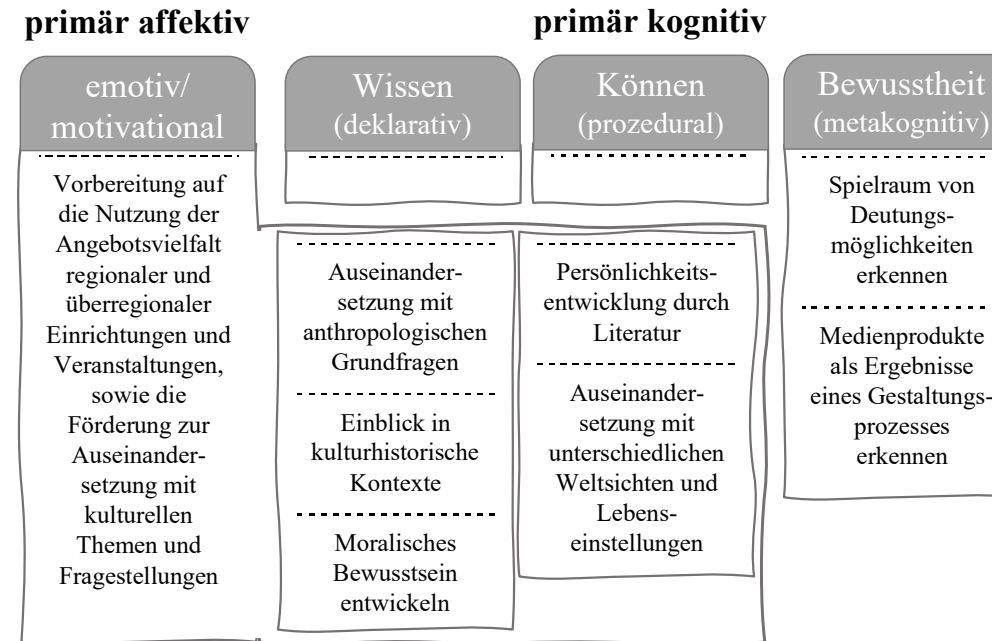 primär affektiv
primär kognitiv
emotiv/
motivational
Vorbereitung auf
die Nutzung der
Angebotsvielfalt
regionaler und
überregionaler
Einrichtungen und
Veranstaltungen,
sowie die
Förderung zur
Auseinander-
setzung mit
kulturellen
Themen und
Fragestellungen
Wissen
(deklarativ)
Auseinander-
setzung mit
anthropologischen
Grundfragen
Einblick in
kulturhistorische
Kontexte
Moralisches
Bewusstsein
entwickeln
Können
(prozedural)
Persönlichkeits-
entwicklung durch
Literatur
Auseinander-
setzung mit
unterschiedlichen
Weltsichten und
Lebens-
einstellungen
Bewusstheit
(metakognitiv)
Spielraum von
Deutungs-
möglichkeiten
erkennen
Medienprodukte
als Ergebnisse
eines Gestaltungs-
prozesses
erkennen